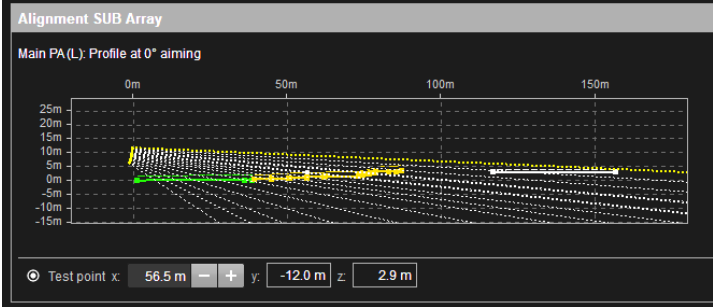 Alignment SUB Array
Main PA(L): Profile at 0° aiming
0m 50m 100m 150m
25m
20m
15m
10m
5m
0m
-5m
-10m
-15m
Test point x: 56.5 m − + y: -12.0 m z: 2.9 m